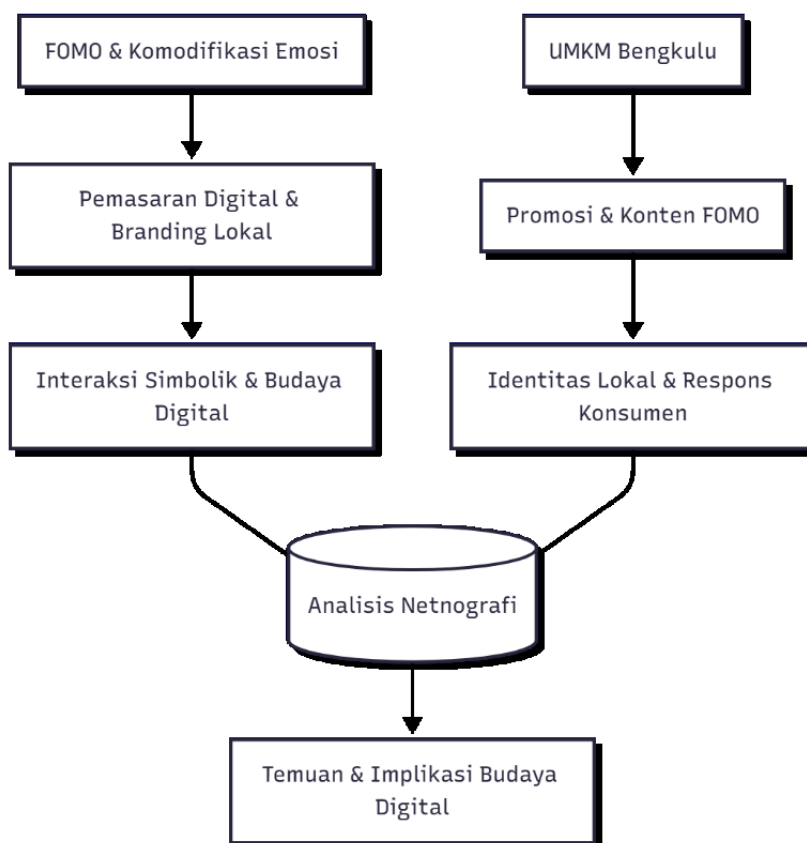 FOMO & Komodifikasi Emosi
UMKM Bengkulu
Pemasaran Digital &
Branding Lokal
Promosi & Konten FOMO
Interaksi Simbolik & Budaya
Digital
Identitas Lokal & Respons
Konsumen
Analisis Netnografi
Temuan & Implikasi Budaya
Digital